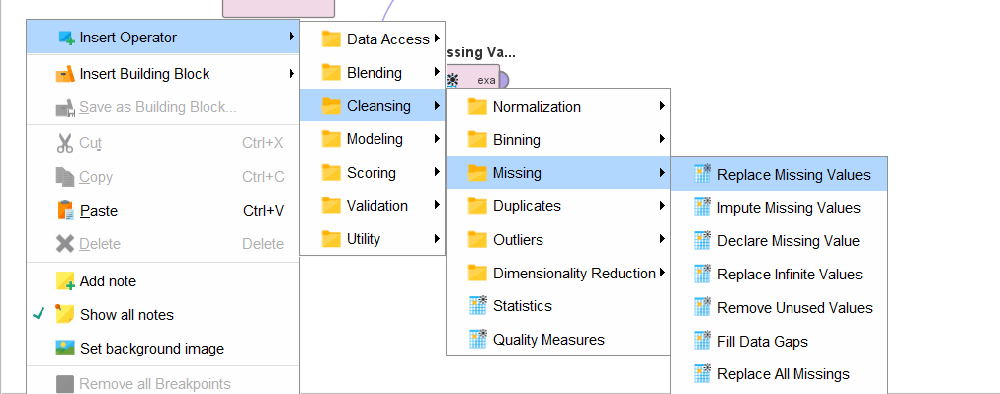 ssing Va...
exa
Insert Operator
Insert Building Block
Save as Building Block...
Cut Ctrl+X
Copy Ctrl+C
Paste Ctrl+V
Delete Delete
Add note
Show all notes
Set background image
Remove all Breakpoints
Data Access
Blending
Cleansing
Modeling
Scoring
Validation
Utility
Normalization
Binning
Missing
Duplicates
Outliers
Dimensionality Reduction
Statistics
Quality Measures
Replace Missing Values
Impute Missing Values
Declare Missing Value
Replace Infinite Values
Remove Unused Values
Fill Data Gaps
Replace All Missings